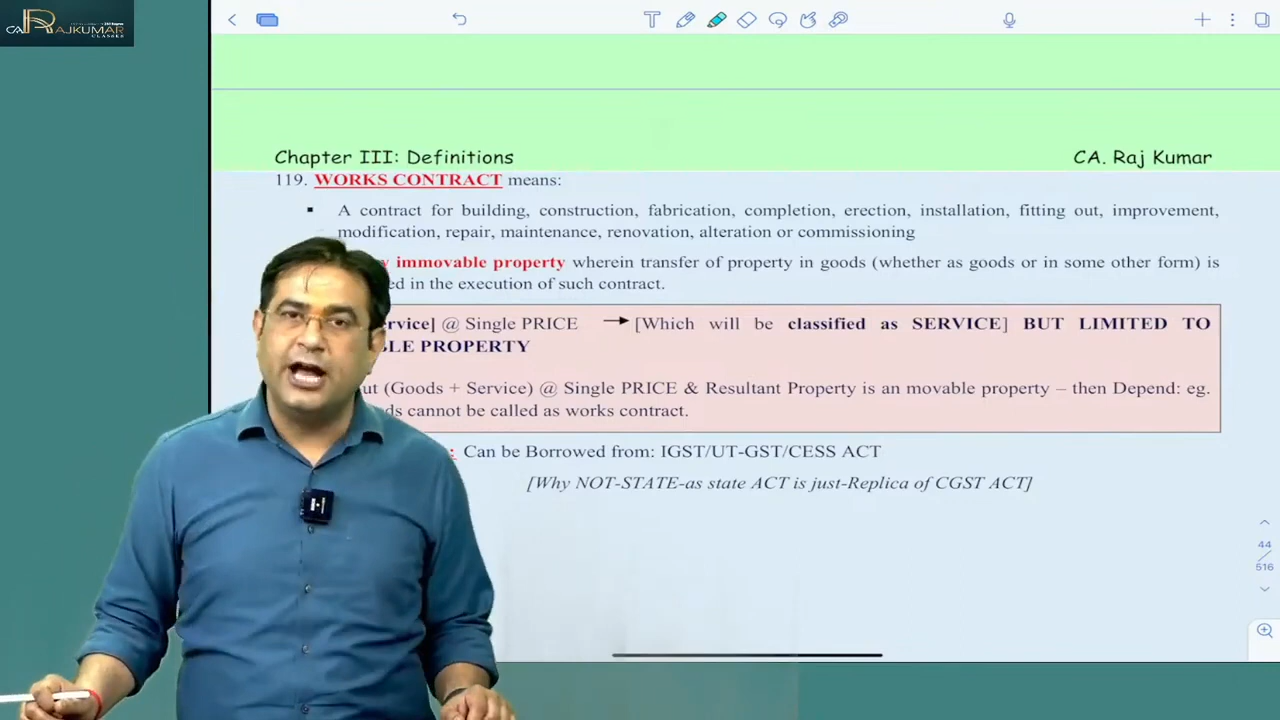 CA RAJKUMAR
CLASSES
Chapter III: Definitions CA. Raj Kumar
119. WORKS CONTRACT means:
▪ A contract for building, construction, fabrication, completion, erection, installation, fitting out, improvement,
modification, repair, maintenance, renovation, alteration or commissioning
immovable property wherein transfer of property in goods (whether as goods or in some other form) is
in the execution of such contract.
@ Single PRICE → [Which will be classified as SERVICE] BUT LIMITED TO
PROPERTY
(Goods + Service) @ Single PRICE & Resultant Property is an movable property – then Depend: eg.
cannot be called as works contract.
: Can be Borrowed from: IGST/UT-GST/CESS ACT
[Why NOT-STATE-as state ACT is just-Replica of CGST ACT]
44
516